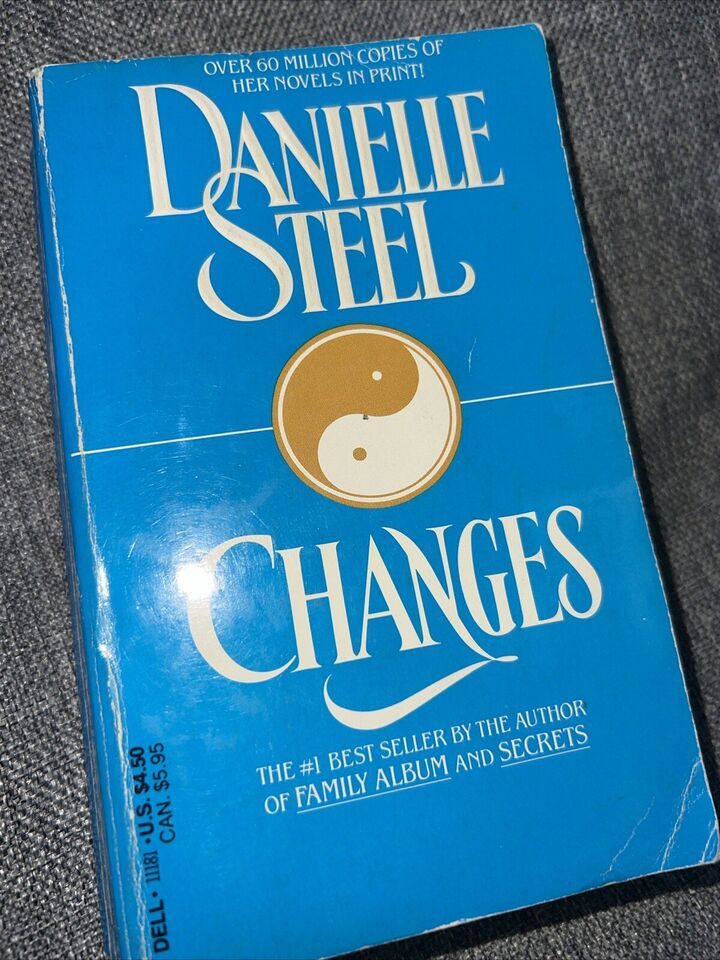 OVER 60 MILLION COPIES OF
HER NOVELS IN PRINT!
DANIELLE
STEEL
CHANGES
THE #1 BEST SELLER BY THE AUTHOR
OF FAMILY ALBUM AND SECRETS
DELL • 11181 • U.S. $4.50
CAN. $5.95